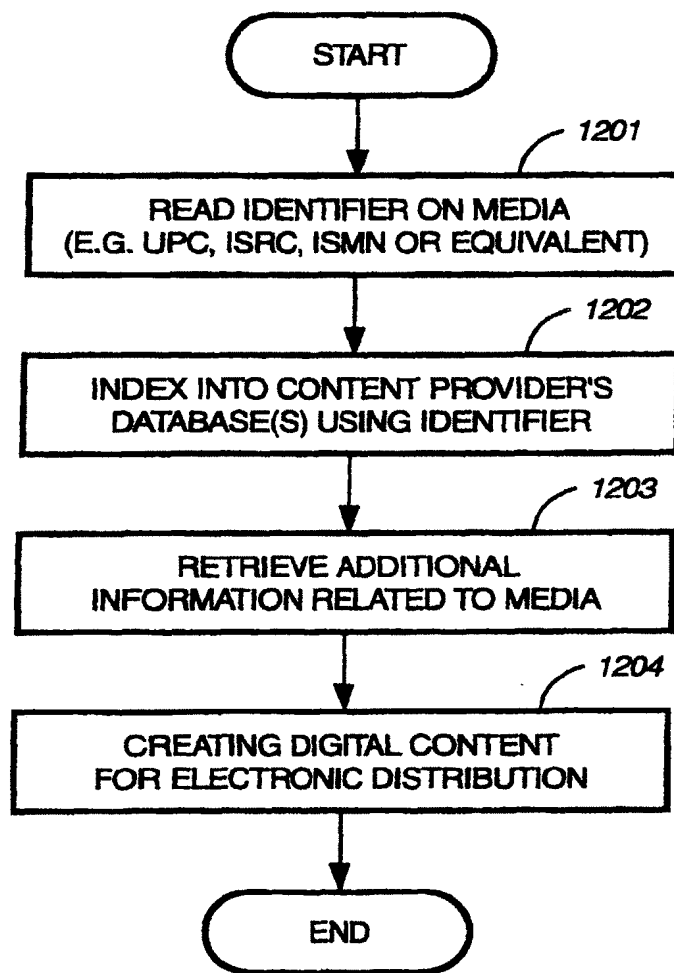 START
1201
READ IDENTIFIER ON MEDIA
(E.G. UPC, ISRC, ISMN OR EQUIVALENT)
1202
INDEX INTO CONTENT PROVIDER'S
DATABASE(S) USING IDENTIFIER
1203
RETRIEVE ADDITIONAL
INFORMATION RELATED TO MEDIA
1204
CREATING DIGITAL CONTENT
FOR ELECTRONIC DISTRIBUTION
END